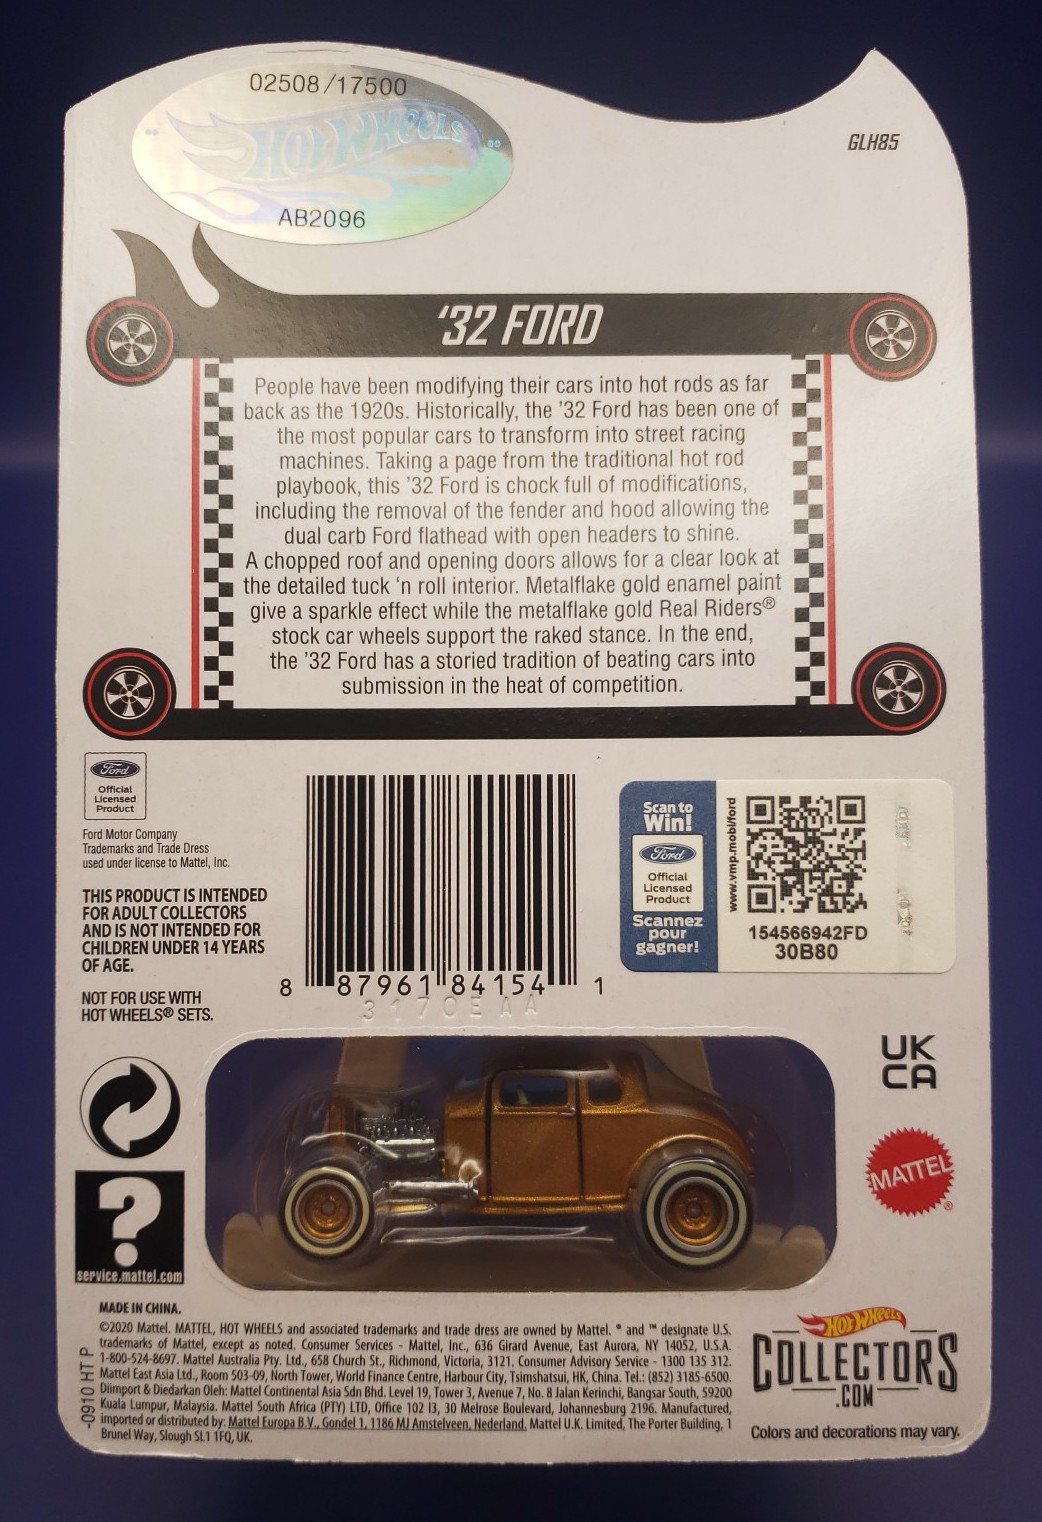 02508/17500
HOT WHEELS
AB2096
GLH85
'32 FORD
People have been modifying their cars into hot rods as far
back as the 1920s. Historically, the '32 Ford has been one of
the most popular cars to transform into street racing
machines. Taking a page from the traditional hot rod
playbook, this '32 Ford is chock full of modifications,
including the removal of the fender and hood allowing the
dual carb Ford flathead with open headers to shine.
A chopped roof and opening doors allows for a clear look at
the detailed tuck 'n roll interior. Metalflake gold enamel paint
give a sparkle effect while the metalflake gold Real Riders®
stock car wheels support the raked stance. In the end,
the '32 Ford has a storied tradition of beating cars into
submission in the heat of competition.
Ford
Official
Licensed
Product
Ford Motor Company
Trademarks and Trade Dress
used under license to Mattel, Inc.
THIS PRODUCT IS INTENDED
FOR ADULT COLLECTORS
AND IS NOT INTENDED FOR
CHILDREN UNDER 14 YEARS
OF AGE.
NOT FOR USE WITH
HOT WHEELS® SETS.
8 87961 84154 1
3170EAA
Scan to
Win!
Ford
Official
Licensed
Product
Scannez
pour
gagner!
www.vmp.mobi/ford
154566942FD
30B80
UK
CA
MATTEL®
?
service.mattel.com
MADE IN CHINA.
©2020 Mattel. MATTEL, HOT WHEELS and associated trademarks and trade dress are owned by Mattel. ® and ™ designate U.S.
trademarks of Mattel, except as noted. Consumer Services - Mattel, Inc., 636 Girard Avenue, East Aurora, NY 14052, U.S.A.
1-800-524-8697. Mattel Australia Pty. Ltd., 658 Church St., Richmond, Victoria, 3121. Consumer Advisory Service - 1300 135 312.
Mattel East Asia Ltd., Room 503-09, North Tower, World Finance Centre, Harbour City, Tsimshatsui, HK, China. Tel.: (852) 3185-6500.
Diimport & Diedarkan Oleh: Mattel Continental Asia Sdn Bhd. Level 19, Tower 3, Avenue 7, No. 8 Jalan Kerinchi, Bangsar South, 59200
Kuala Lumpur, Malaysia. Mattel South Africa (PTY) LTD, Office 102 I3, 30 Melrose Boulevard, Johannesburg 2196. Manufactured,
imported or distributed by: Mattel Europa B.V., Gondel 1, 1186 MJ Amstelveen, Nederland. Mattel U.K. Limited, The Porter Building, 1
Brunel Way, Slough SL1 1FQ, UK.
-0910 HT P
HOT WHEELS
COLLECTORS
.COM
Colors and decorations may vary.